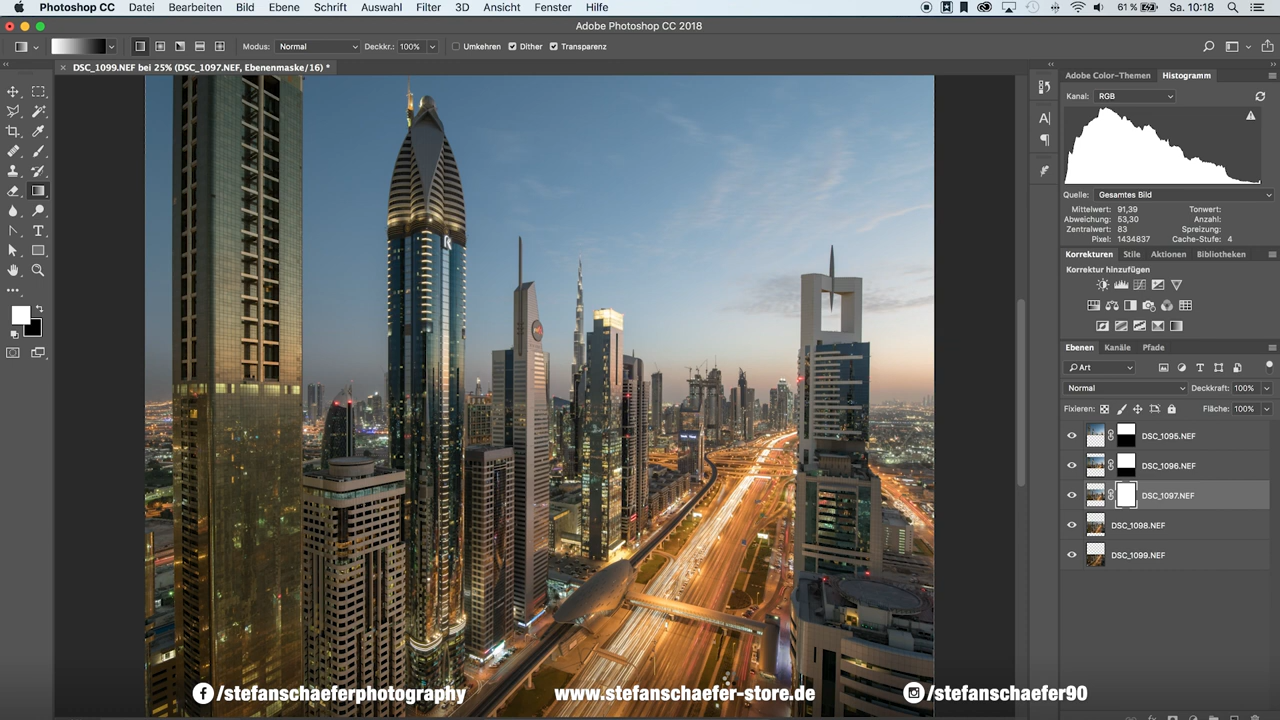 Photoshop CC Datei Bearbeiten Bild Ebene Schrift Auswahl Filter 3D Ansicht Fenster Hilfe 61 % Sa. 10:18
Adobe Photoshop CC 2018
Modus: Normal Deckkr.: 100% Umkehren Dither Transparenz
DSC_1099.NEF bei 25% (DSC_1097.NEF, Ebenenmaske/16) *
Adobe Color-Themen Histogramm
Kanal: RGB
Quelle: Gesamtes Bild
Mittelwert: 91,39 Tonwert:
Abweichung: 53,30 Anzahl:
Zentralwert: 83 Spreizung:
Pixel: 1434837 Cache-Stufe: 4
Korrekturen Stile Aktionen Bibliotheken
Korrektur hinzufügen
Ebenen Kanäle Pfade
Art
Normal Deckkraft: 100%
Fixieren: Fläche: 100%
DSC_1095.NEF
DSC_1096.NEF
DSC_1097.NEF
DSC_1098.NEF
DSC_1099.NEF
/stefanschaeferphotography www.stefanschaefer-store.de /stefanschaefer90